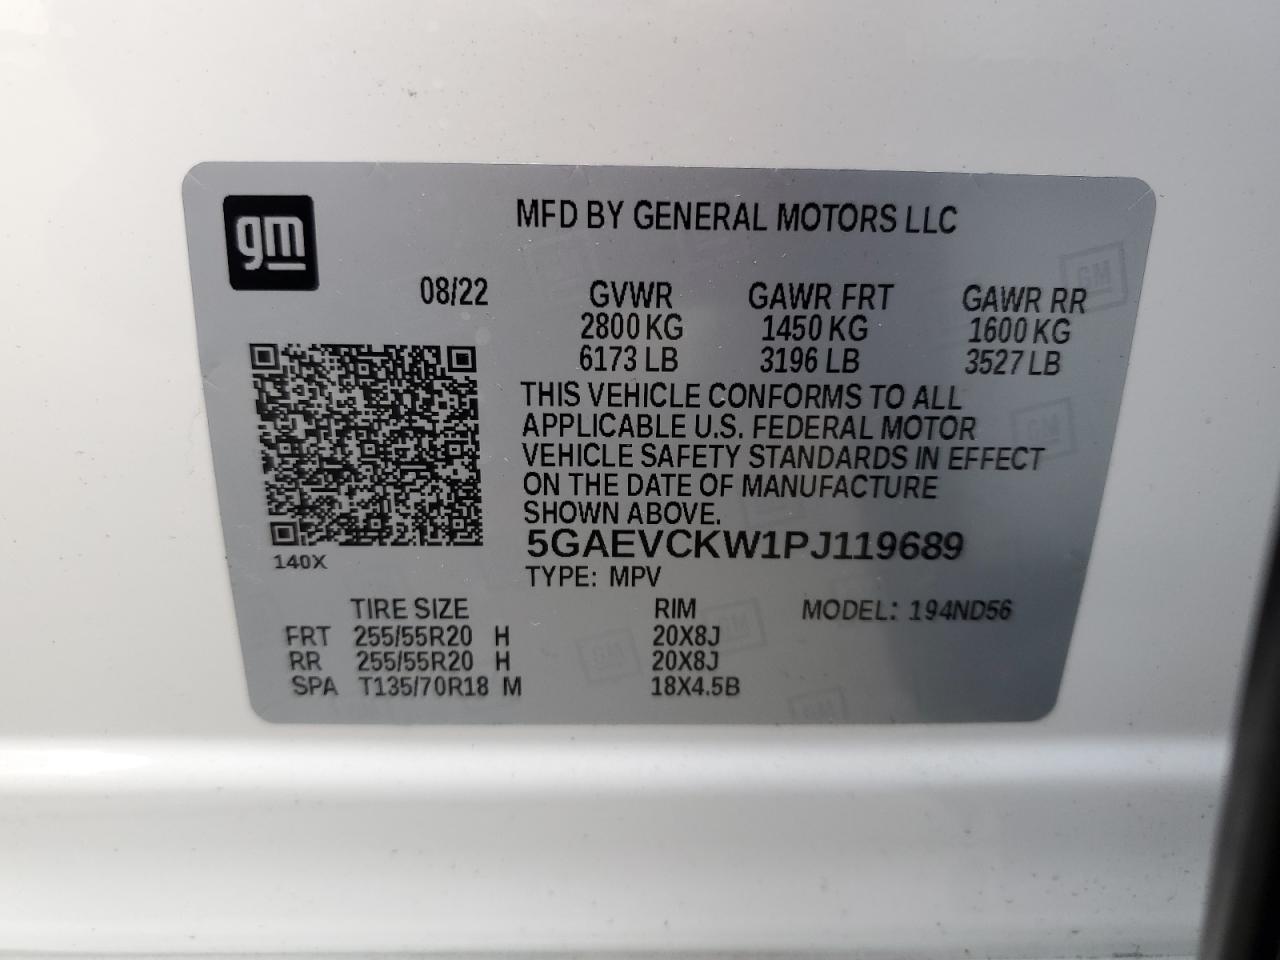 gm
MFD BY GENERAL MOTORS LLC
08/22 GVWR GAWR FRT GAWR RR
2800 KG 1450 KG 1600 KG
6173 LB 3196 LB 3527 LB
THIS VEHICLE CONFORMS TO ALL
APPLICABLE U.S. FEDERAL MOTOR
VEHICLE SAFETY STANDARDS IN EFFECT
ON THE DATE OF MANUFACTURE
SHOWN ABOVE.
5GAEVCKW1PJ119689
140X
TYPE: MPV
TIRE SIZE RIM MODEL: 194ND56
FRT 255/55R20 H 20X8J
RR 255/55R20 H 20X8J
SPA T135/70R18 M 18X4.5B